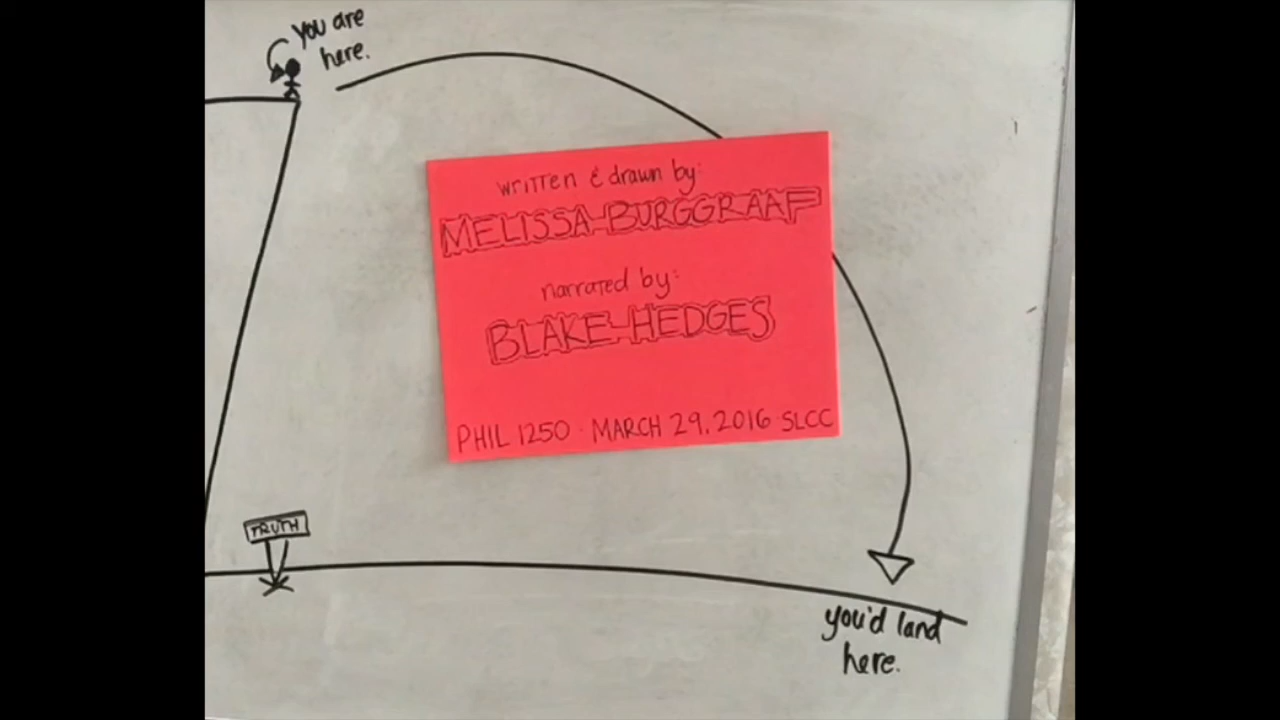 you are
here.
written & drawn by:
MELISSA BURGGRAAF
narrated by:
BLAKE HEDGES
PHIL 1250 · MARCH 29, 2016 · SLCC
TRUTH
you'd land
here.